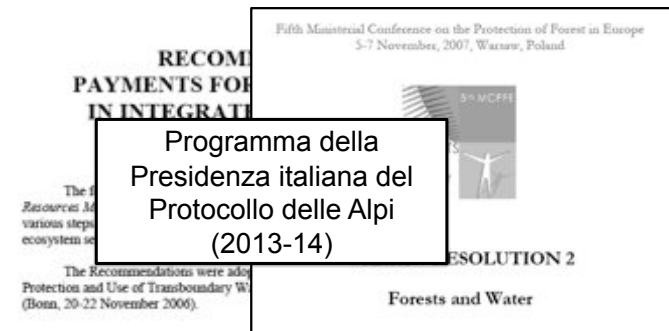 RECOM
PAYMENTS FOR
IN INTEGRAT
The
Resources
various steps
ecosystem se
The Recommendations were ado
Protection and Use of Transboundary W
(Bonn, 20-22 November 2006).
Fifth Ministerial Conference on the Protection of Forest in Europe
5-7 November, 2007, Warsaw, Poland
5th MCPFE
Programma della
Presidenza italiana del
Protocollo delle Alpi
(2013-14)
ESOLUTION 2
Forests and Water